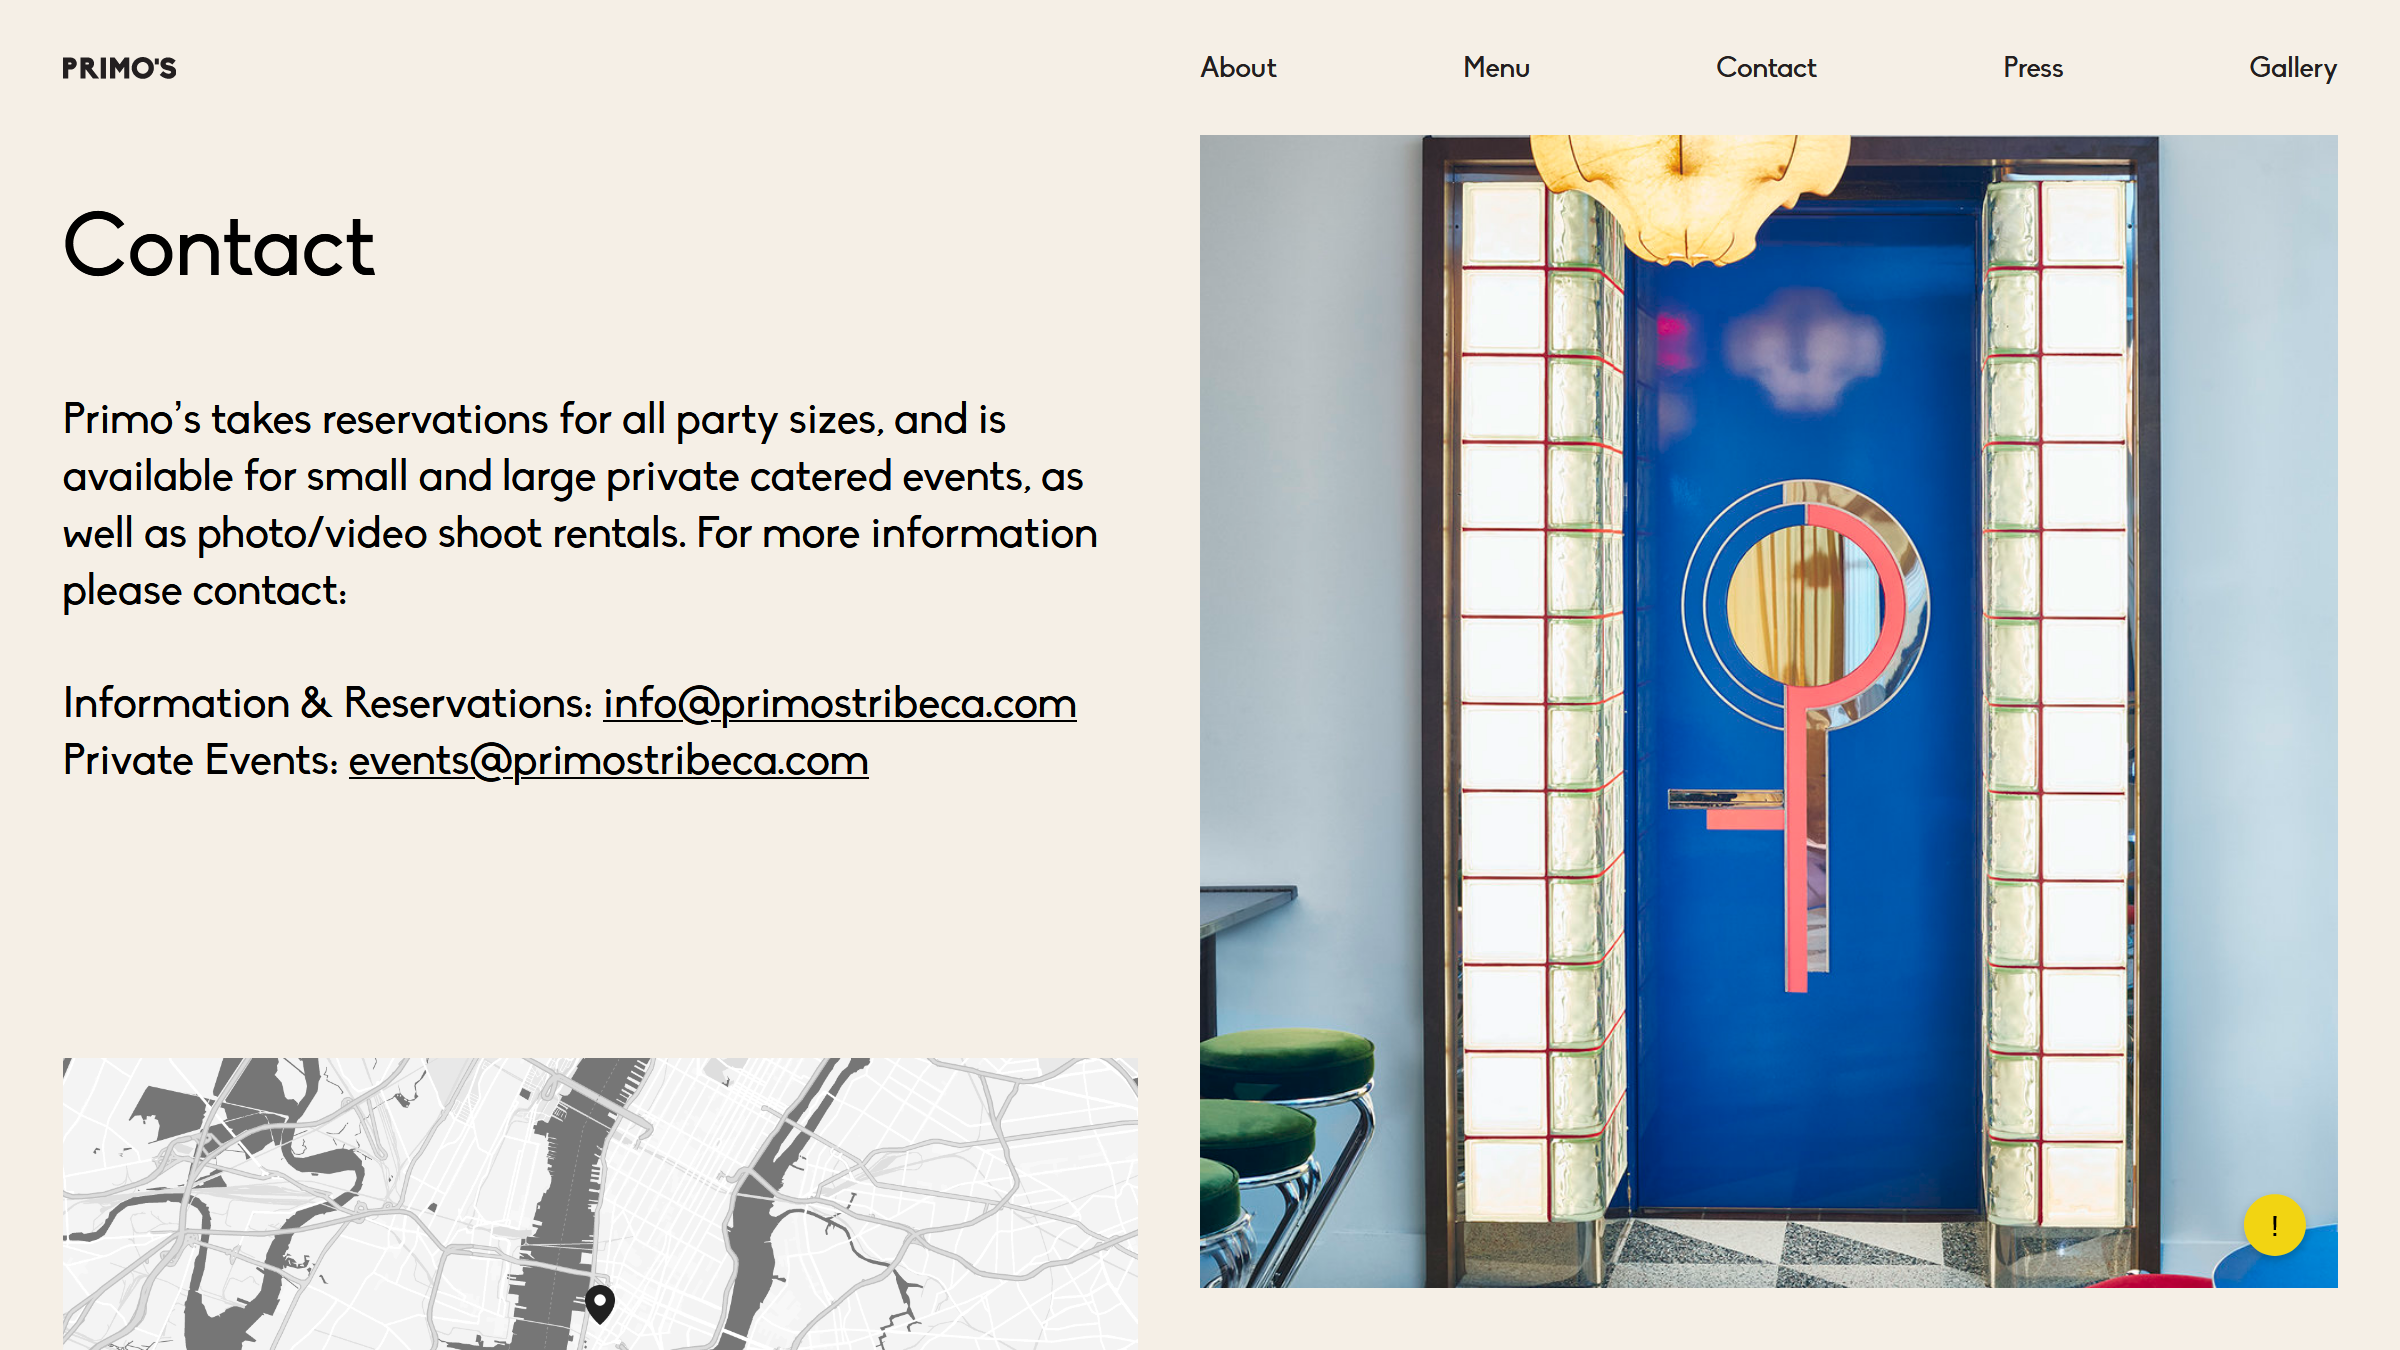 PRIMO'S
About Menu Contact Press Gallery
Contact
Primo’s takes reservations for all party sizes, and is
available for small and large private catered events, as
well as photo/video shoot rentals. For more information
please contact:
Information & Reservations: info@primostribeca.com
Private Events: events@primostribeca.com
!